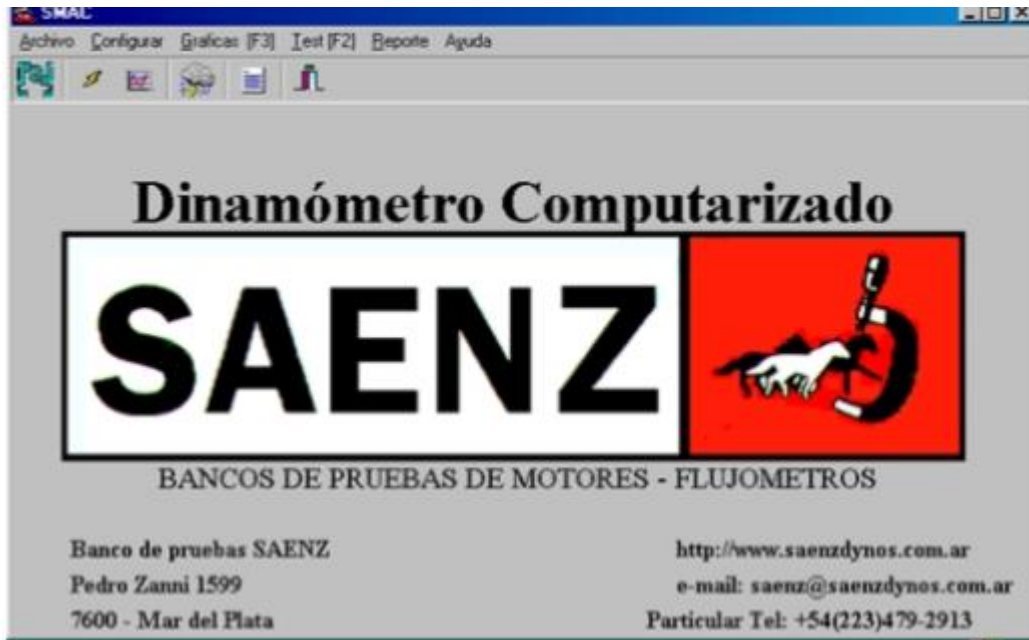 SMAC
Archivo Configurar Graficas [F3] Test [F2] Reporte Ayuda
Dinamómetro Computarizado
SAENZ
BANCOS DE PRUEBAS DE MOTORES - FLUJOMETROS
Banco de pruebas SAENZ
http://www.saenzdynos.com.ar
Pedro Zanni 1599
e-mail: saenz@saenzdynos.com.ar
7600 - Mar del Plata
Particular Tel: +54(223)479-2913